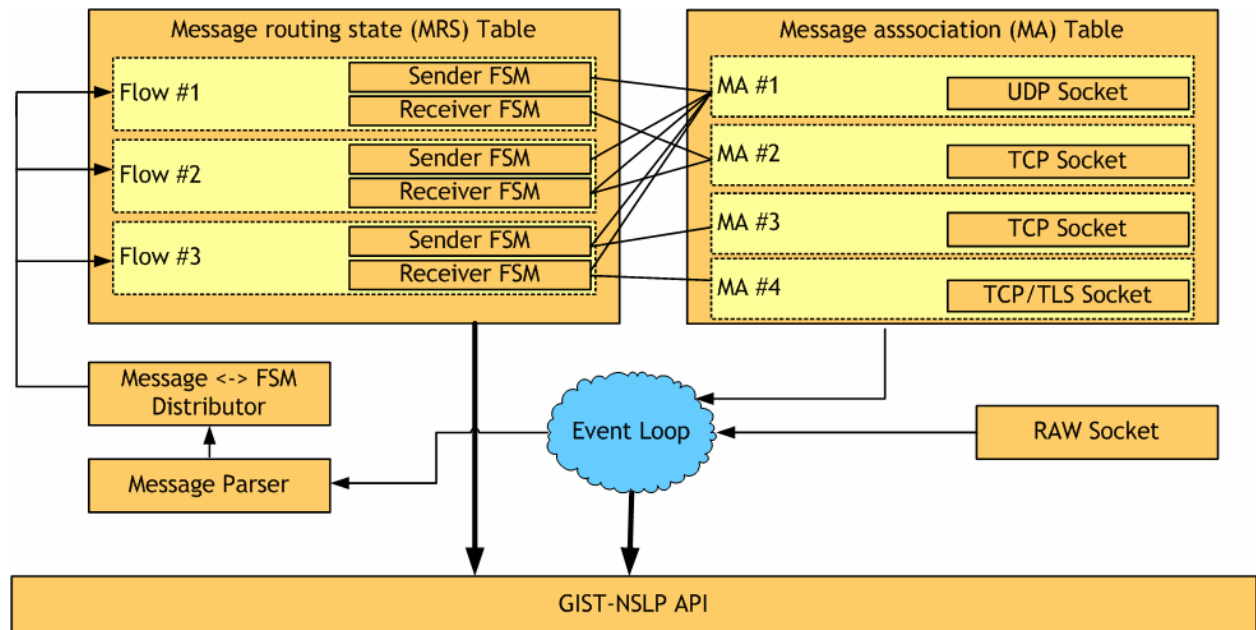 Message routing state (MRS) Table
Flow #1
Sender FSM
Receiver FSM
Flow #2
Sender FSM
Receiver FSM
Flow #3
Sender FSM
Receiver FSM
Message asssociation (MA) Table
MA #1
UDP Socket
MA #2
TCP Socket
MA #3
TCP Socket
MA #4
TCP/TLS Socket
Message <-> FSM
Distributor
Message Parser
Event Loop
RAW Socket
GIST-NSLP API